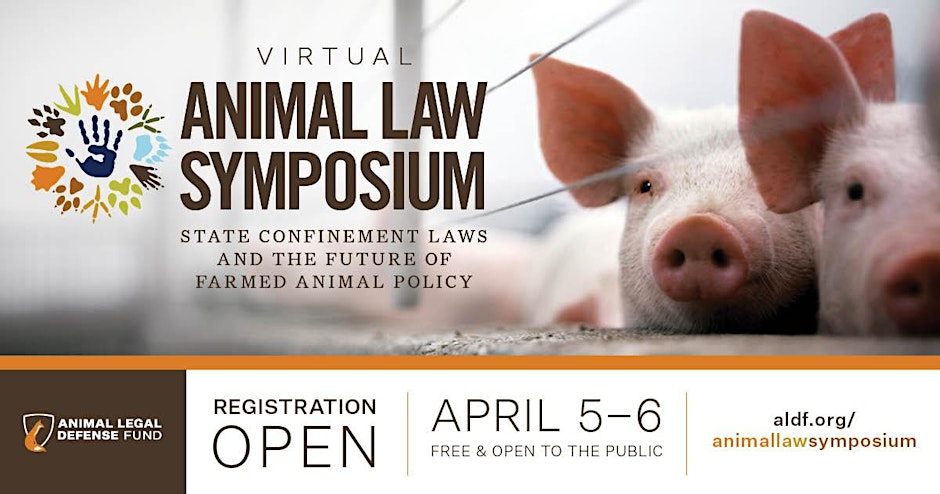 VIRTUAL
ANIMAL LAW
SYMPOSIUM
STATE CONFINEMENT LAWS
AND THE FUTURE OF
FARMED ANIMAL POLICY
ANIMAL LEGAL
DEFENSE FUND
REGISTRATION
OPEN
APRIL 5–6
FREE & OPEN TO THE PUBLIC
aldf.org/
animallawsymposium